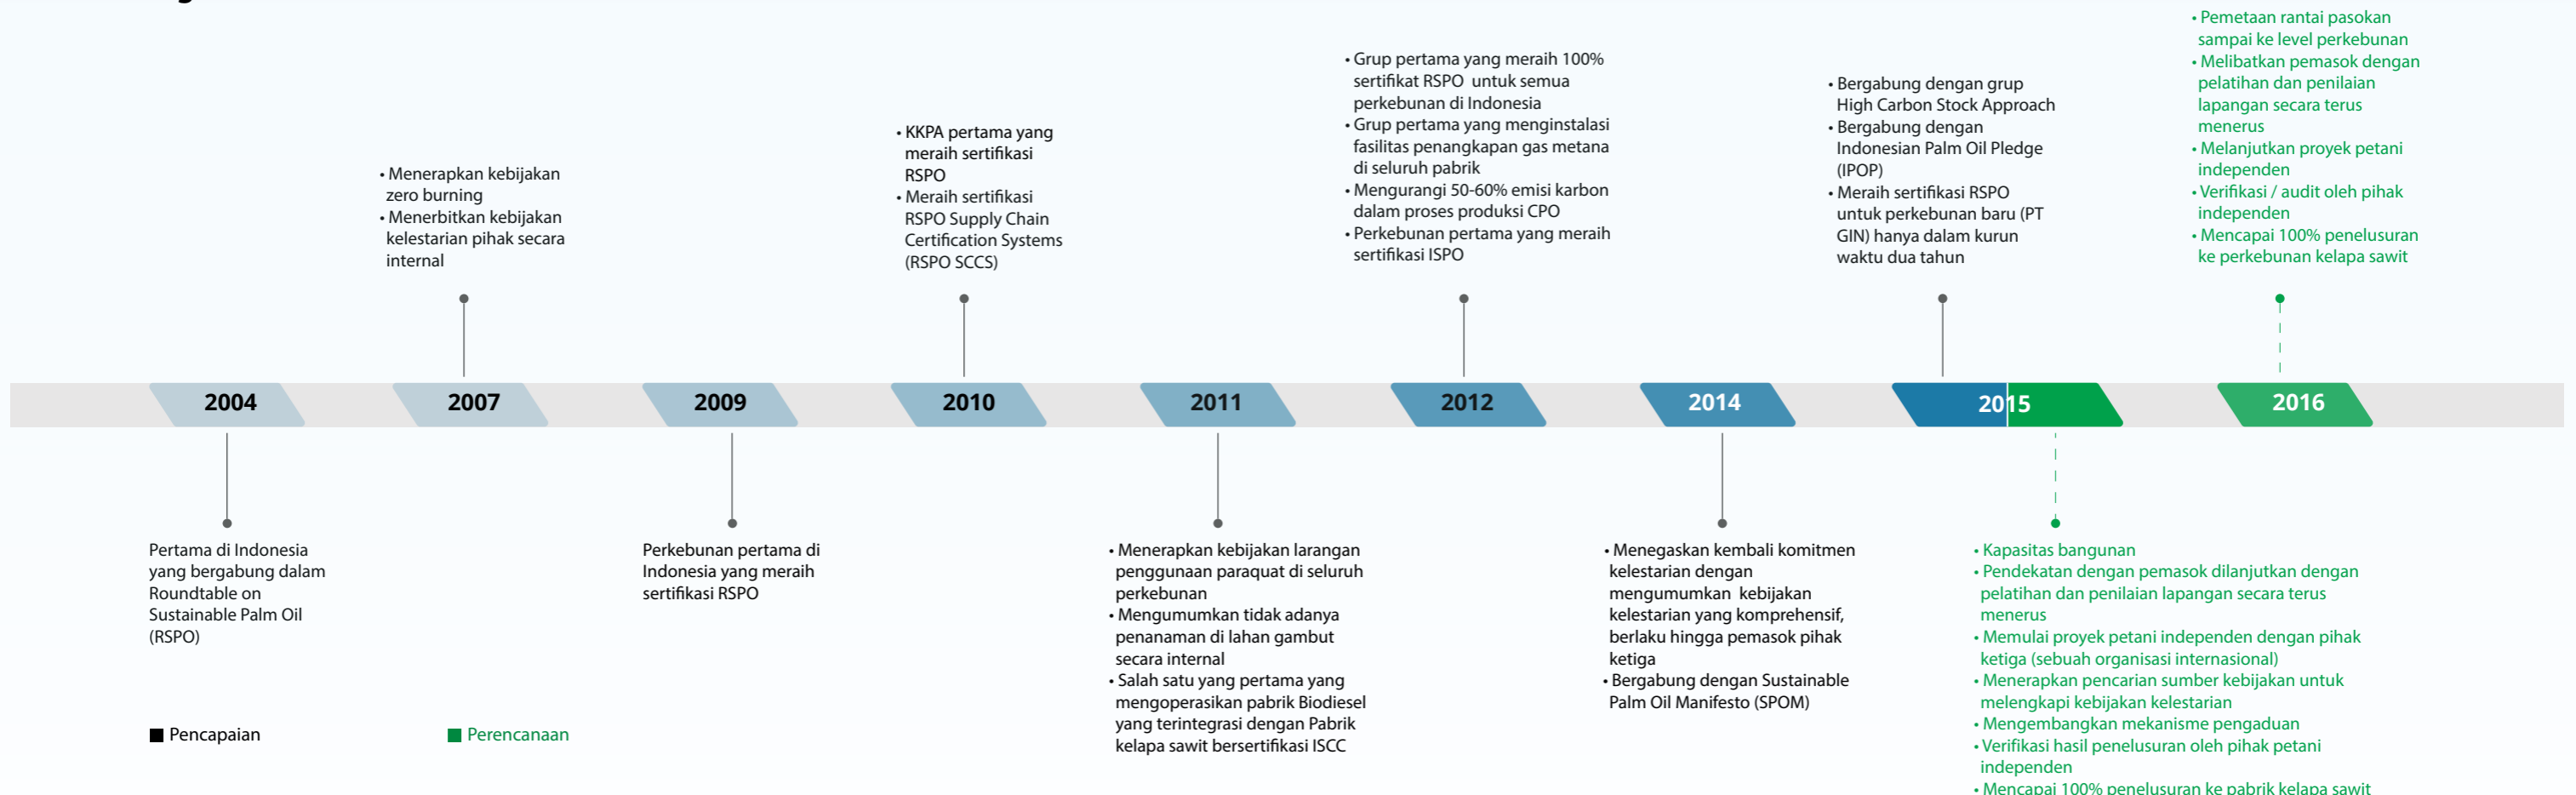 • Menerapkan kebijakan
zero burning
• Menerbitkan kebijakan
kelestarian pihak secara
internal
• KKPA pertama yang
meraih sertifikasi
RSPO
• Meraih sertifikasi
RSPO Supply Chain
Certification Systems
(RSPO SCCS)
• Grup pertama yang meraih 100%
sertifikat RSPO untuk semua
perkebunan di Indonesia
• Grup pertama yang menginstalasi
fasilitas penangkapan gas metana
di seluruh pabrik
• Mengurangi 50-60% emisi karbon
dalam proses produksi CPO
• Perkebunan pertama yang meraih
sertifikasi ISPO
• Bergabung dengan grup
High Carbon Stock Approach
• Bergabung dengan
Indonesian Palm Oil Pledge
(IPOP)
• Meraih sertifikasi RSPO
untuk perkebunan baru (PT
GIN) hanya dalam kurun
waktu dua tahun
• Pemetaan rantai pasokan
sampai ke level perkebunan
• Melibatkan pemasok dengan
pelatihan dan penilaian
lapangan secara terus
menerus
• Melanjutkan proyek petani
independen
• Verifikasi / audit oleh pihak
independen
• Mencapai 100% penelusuran
ke perkebunan kelapa sawit
2004
2007
2009
2010
2011
2012
2014
2015
2016
Pertama di Indonesia
yang bergabung dalam
Roundtable on
Sustainable Palm Oil
(RSPO)
Perkebunan pertama di
Indonesia yang meraih
sertifikasi RSPO
• Menerapkan kebijakan larangan
penggunaan paraquat di seluruh
perkebunan
• Mengumumkan tidak adanya
penanaman di lahan gambut
secara internal
• Salah satu yang pertama yang
mengoperasikan pabrik Biodiesel
yang terintegrasi dengan Pabrik
kelapa sawit bersertifikasi ISCC
• Menegaskan kembali komitmen
kelestarian dengan
mengumumkan kebijakan
kelestarian yang komprehensif,
berlaku hingga pemasok pihak
ketiga
• Bergabung dengan Sustainable
Palm Oil Manifesto (SPOM)
• Kapasitas bangunan
• Pendekatan dengan pemasok dilanjutkan dengan
pelatihan dan penilaian lapangan secara terus
menerus
• Memulai proyek petani independen dengan pihak
ketiga (sebuah organisasi internasional)
• Menerapkan pencarian sumber kebijakan untuk
melengkapi kebijakan kelestarian
• Mengembangkan mekanisme pengaduan
• Verifikasi hasil penelusuran oleh pihak petani
independen
• Mencapai 100% penelusuran ke pabrik kelapa sawit
Pencapaian
Perencanaan